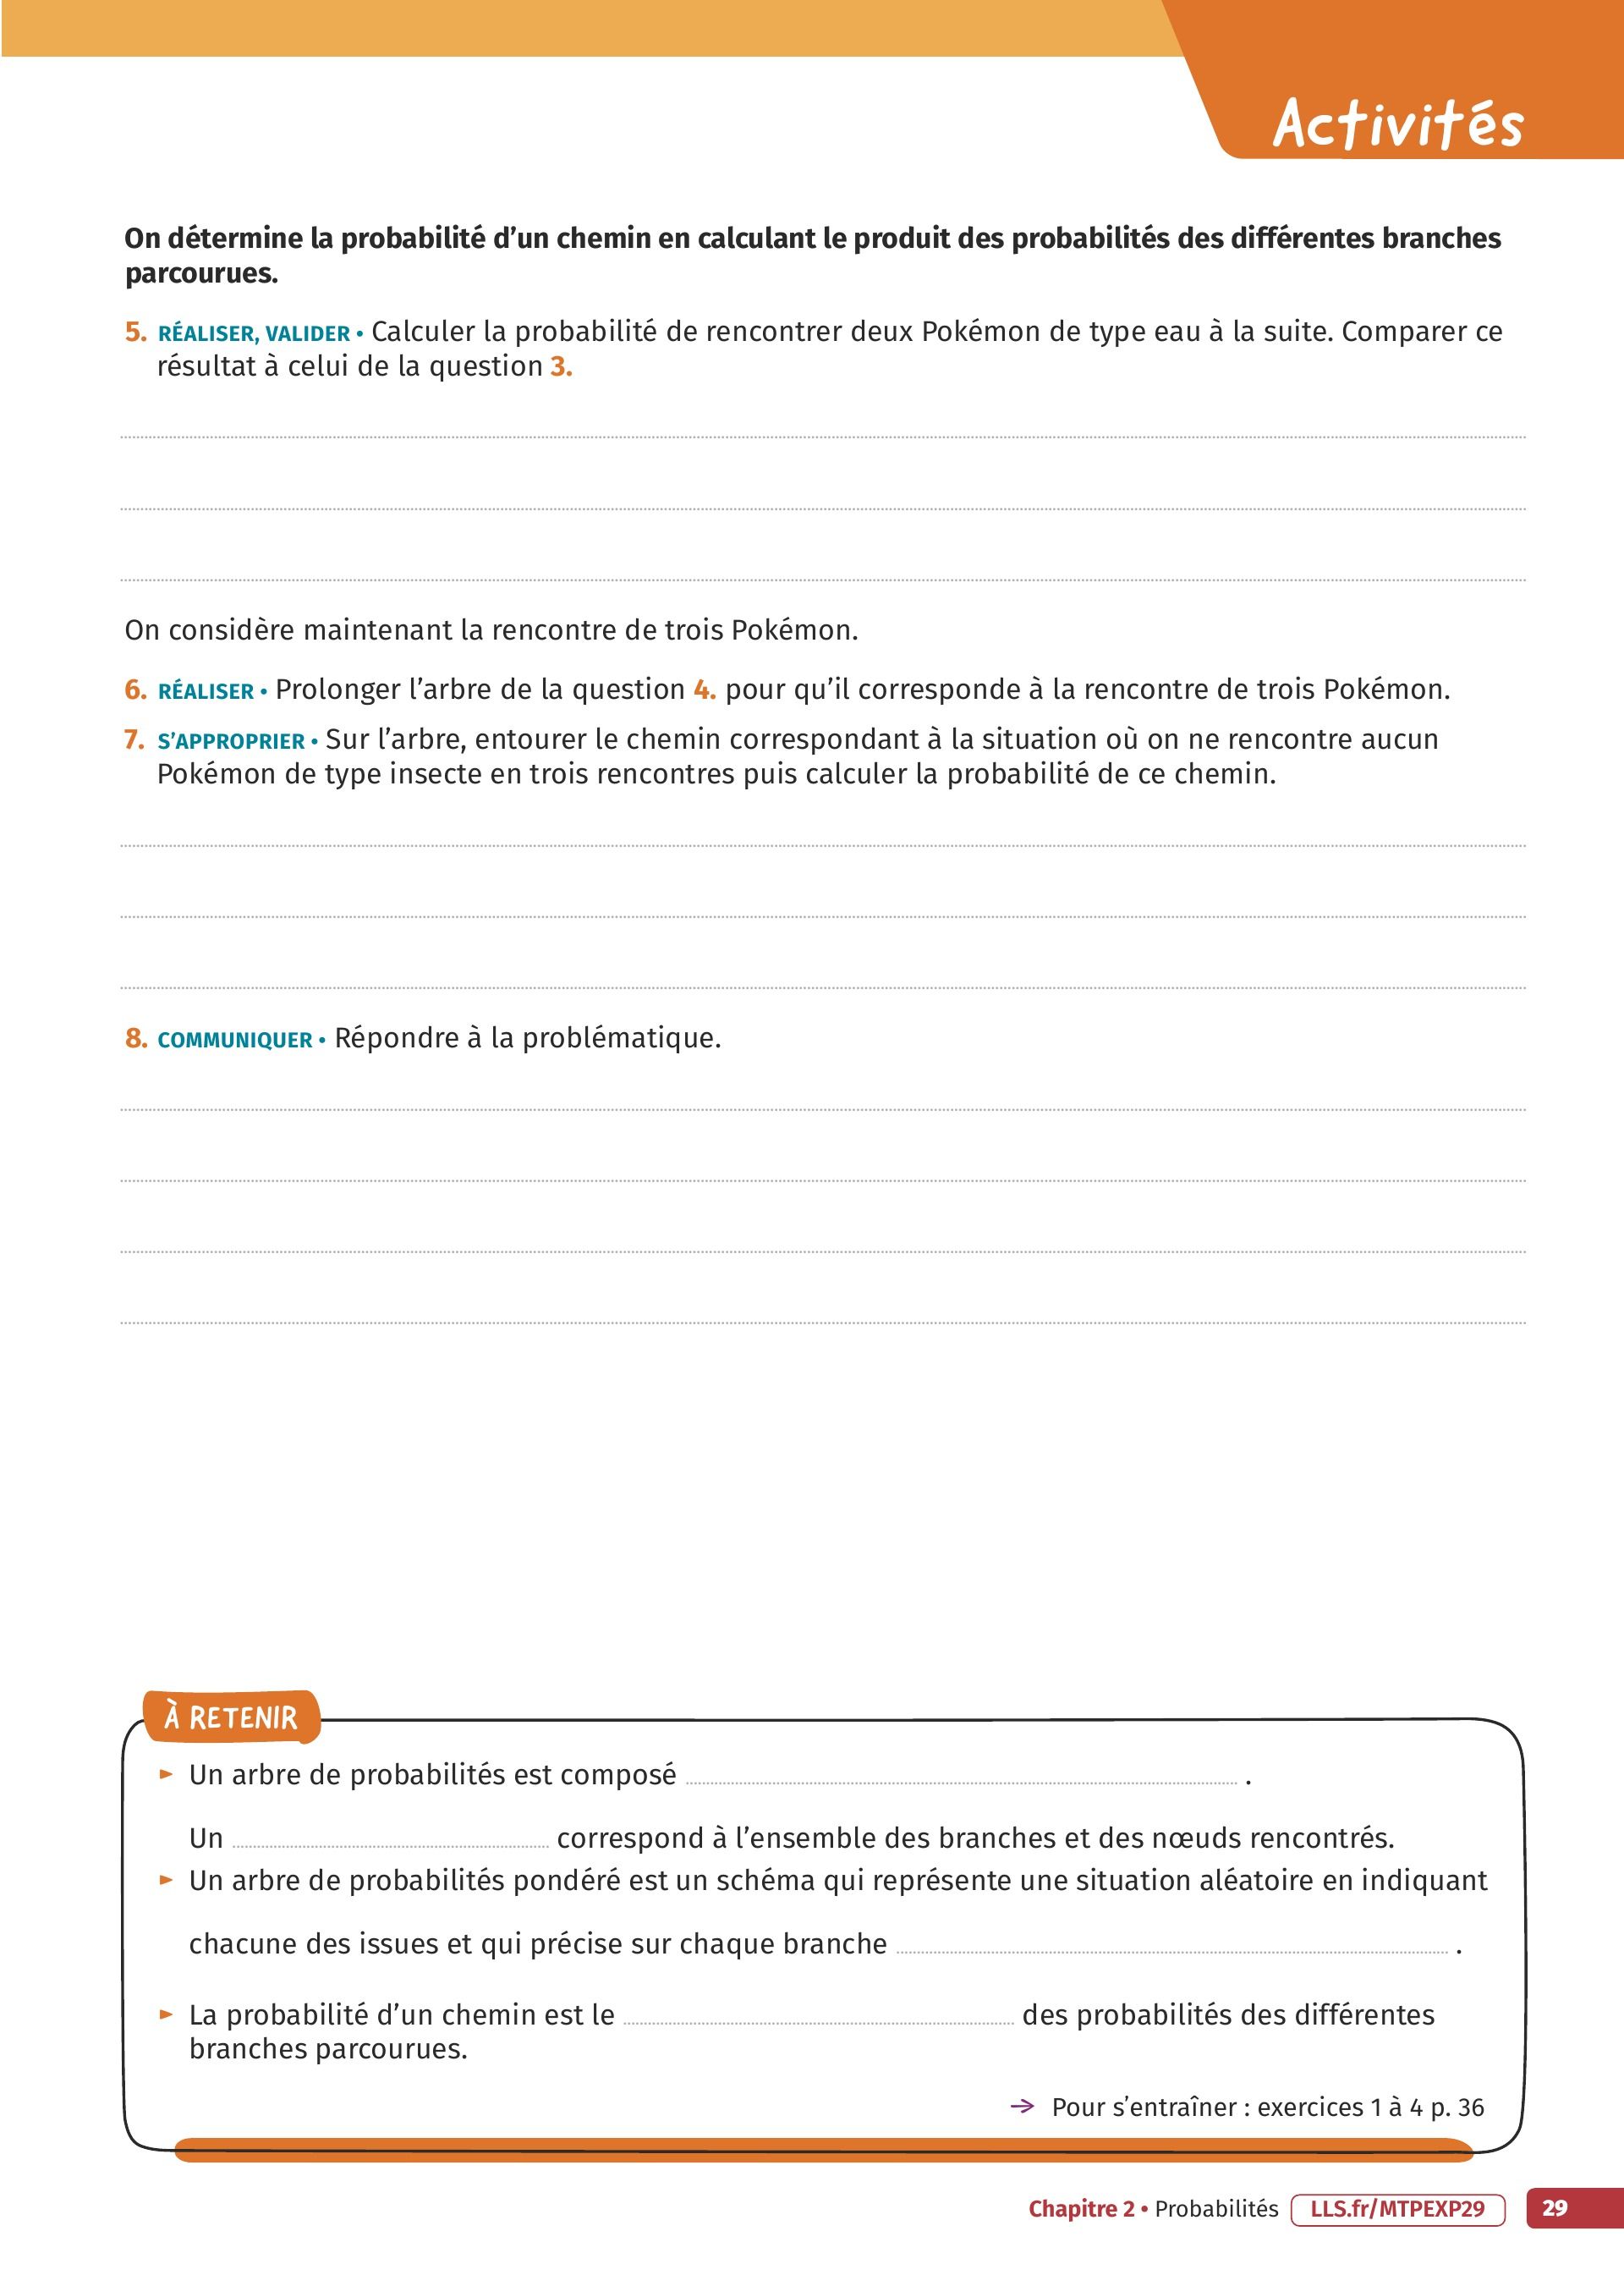 Activités
On détermine la probabilité d’un chemin en calculant le produit des probabilités des différentes branches
parcourues.
5. RÉALISER, VALIDER • Calculer la probabilité de rencontrer deux Pokémon de type eau à la suite. Comparer ce
résultat à celui de la question 3.
On considère maintenant la rencontre de trois Pokémon.
6. RÉALISER • Prolonger l’arbre de la question 4. pour qu’il corresponde à la rencontre de trois Pokémon.
7. S’APPROPRIER • Sur l’arbre, entourer le chemin correspondant à la situation où on ne rencontre aucun
Pokémon de type insecte en trois rencontres puis calculer la probabilité de ce chemin.
8. COMMUNIQUER • Répondre à la problématique.
À RETENIR
► Un arbre de probabilités est composé .
Un correspond à l’ensemble des branches et des nœuds rencontrés.
► Un arbre de probabilités pondéré est un schéma qui représente une situation aléatoire en indiquant
chacune des issues et qui précise sur chaque branche .
► La probabilité d’un chemin est le des probabilités des différentes
branches parcourues.
→ Pour s’entraîner : exercices 1 à 4 p. 36
Chapitre 2 • Probabilités LLS.fr/MTPEXP29 29